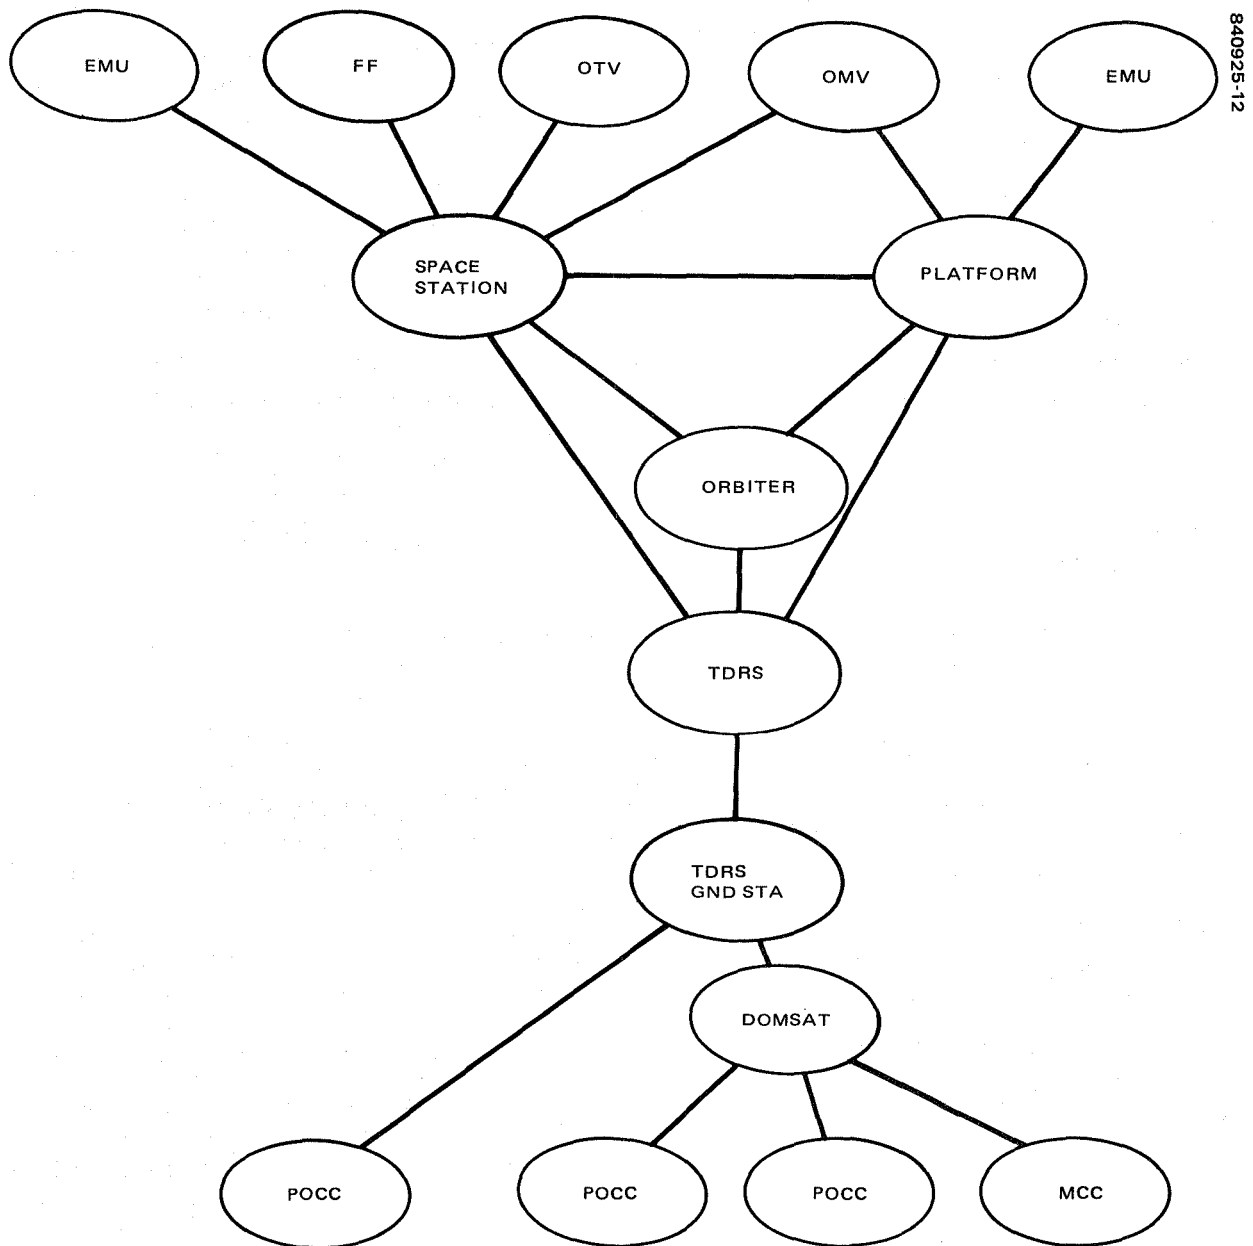 840925-12
EMU
FF
OTV
OMV
EMU
SPACE
STATION
PLATFORM
ORBITER
TDRS
TDRS
GND STA
DOMSAT
POCC
POCC
POCC
MCC